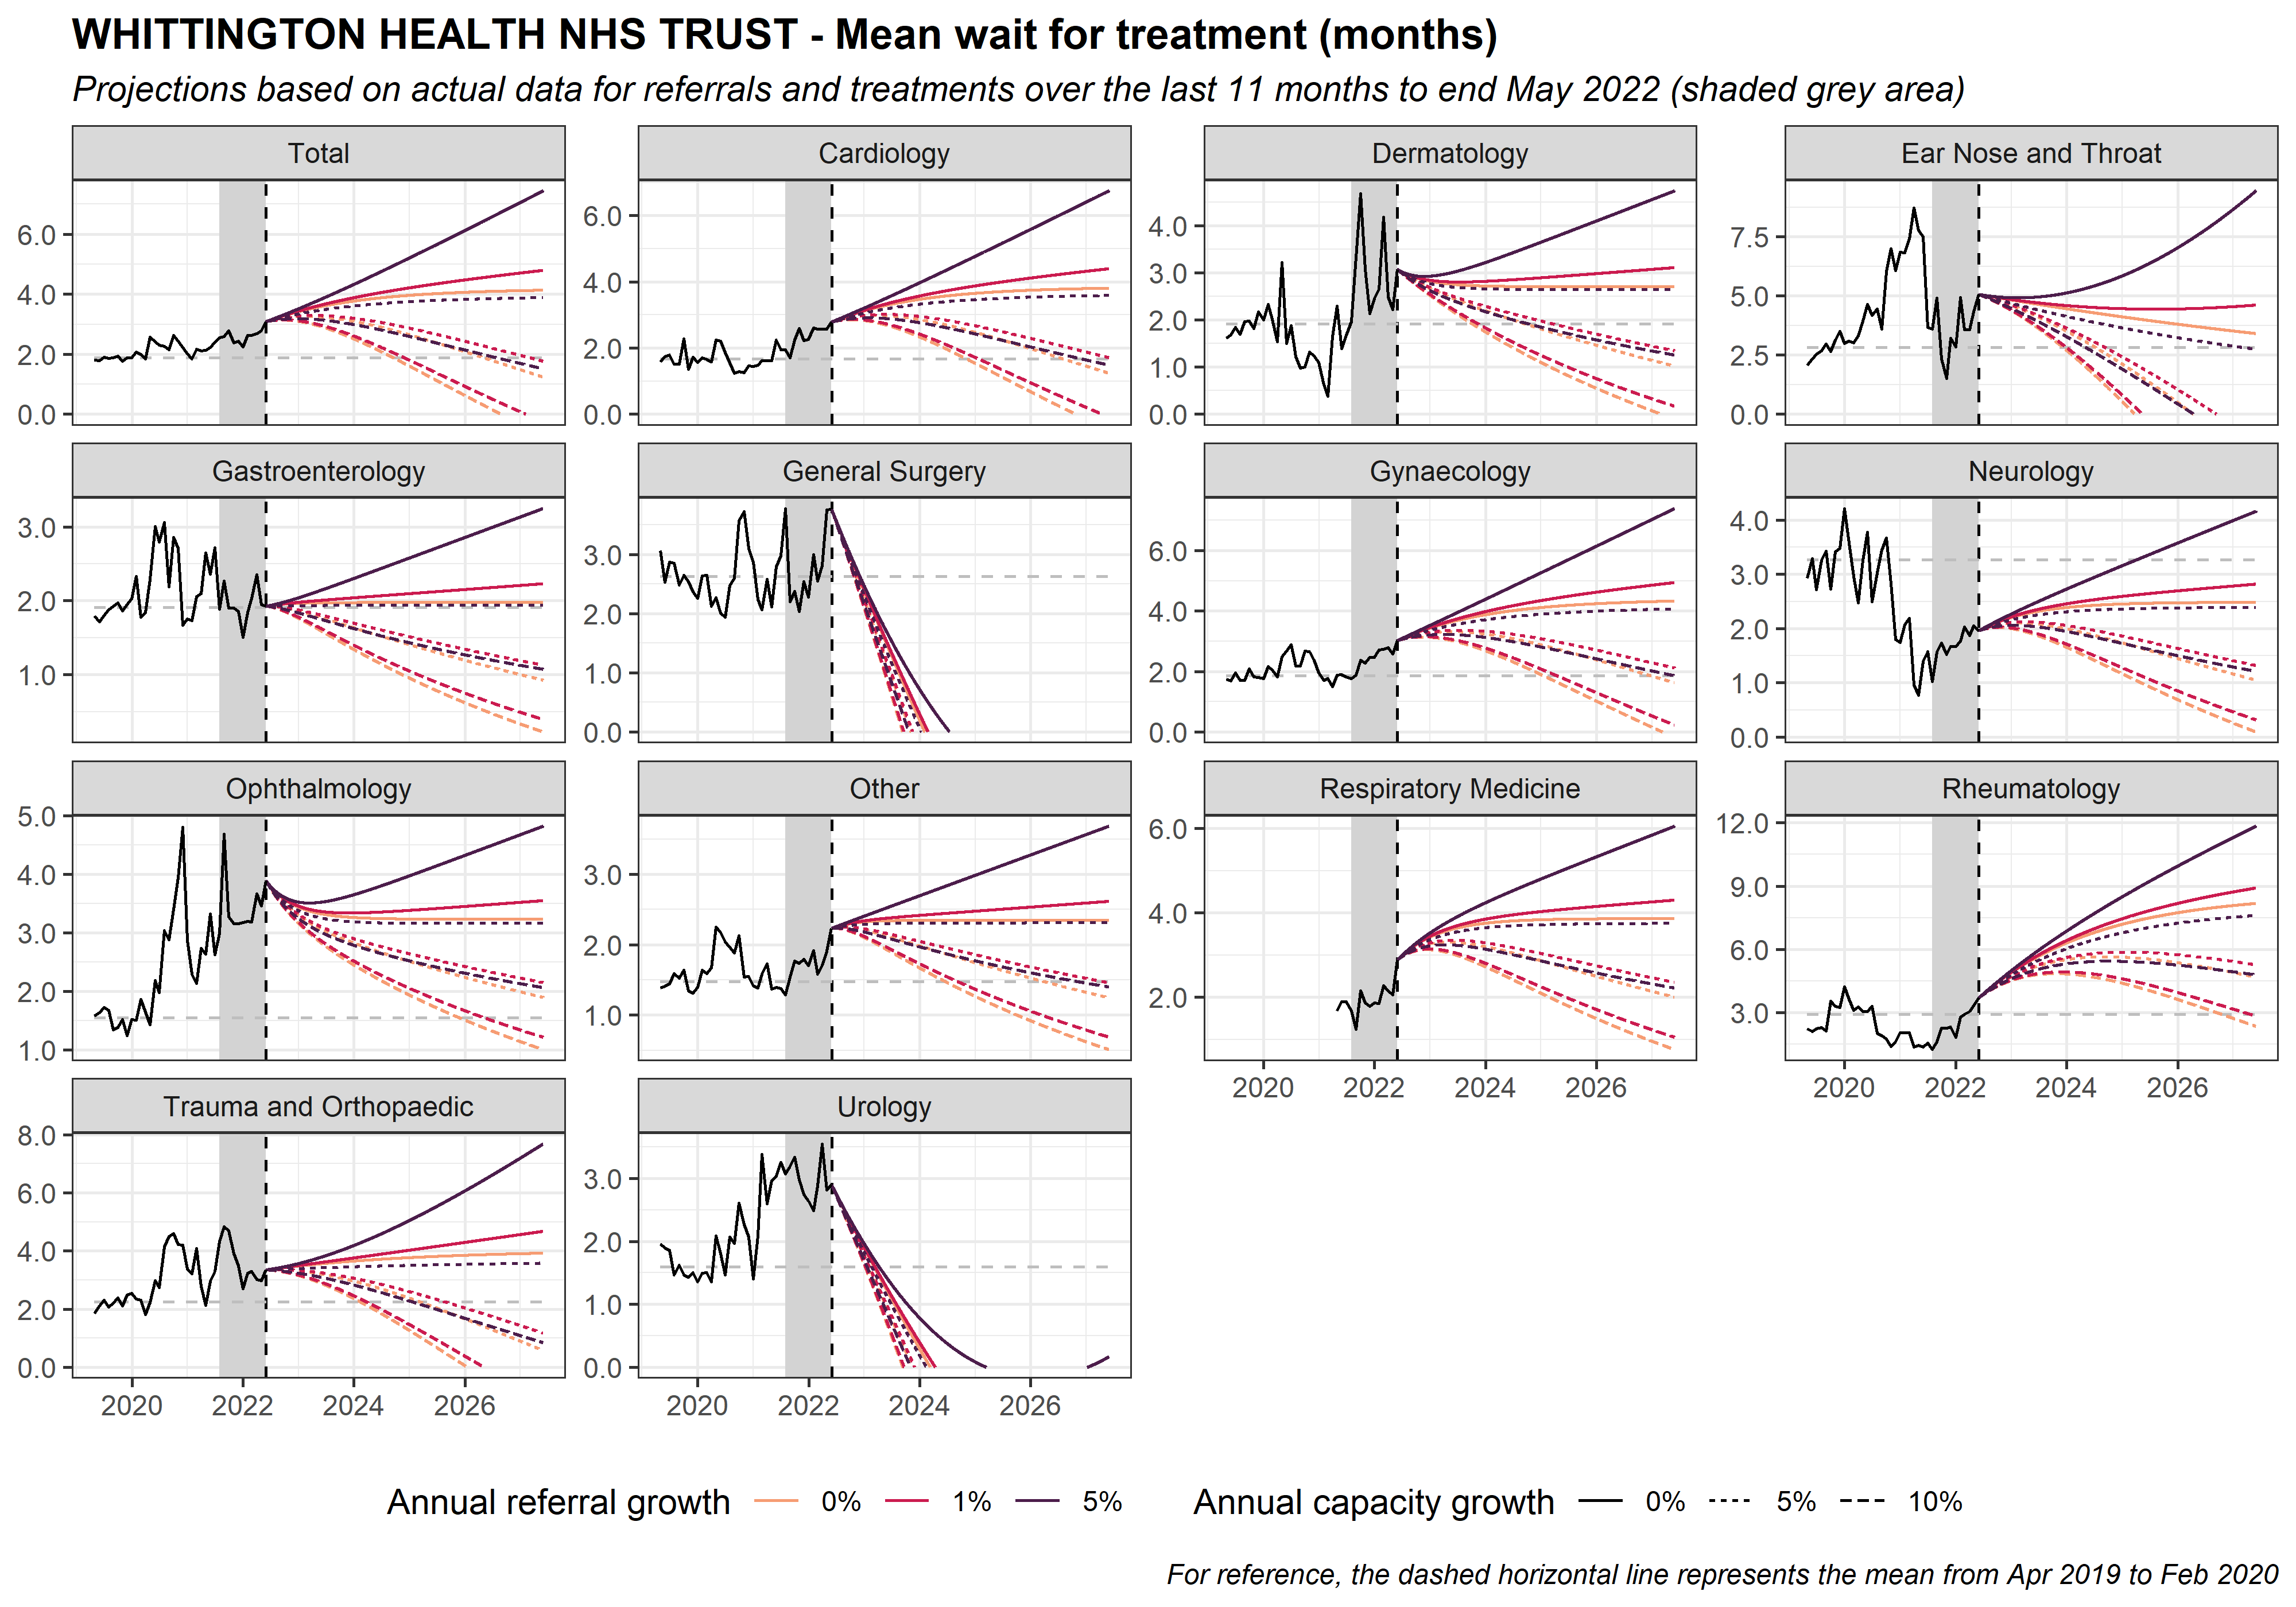 WHITTINGTON HEALTH NHS TRUST - Mean wait for treatment (months)
Projections based on actual data for referrals and treatments over the last 11 months to end May 2022 (shaded grey area)
Total
Cardiology
Dermatology
Ear Nose and Throat
6.0
4.0
2.0
0.0
6.0
4.0
2.0
0.0
4.0
3.0
2.0
1.0
0.0
7.5
5.0
2.5
0.0
Gastroenterology
General Surgery
Gynaecology
Neurology
3.0
2.0
1.0
3.0
2.0
1.0
0.0
6.0
4.0
2.0
0.0
4.0
3.0
2.0
1.0
0.0
Ophthalmology
Other
Respiratory Medicine
Rheumatology
5.0
4.0
3.0
2.0
1.0
3.0
2.0
1.0
6.0
4.0
2.0
12.0
9.0
6.0
3.0
2020 2022 2024 2026
2020 2022 2024 2026
Trauma and Orthopaedic
Urology
8.0
6.0
4.0
2.0
0.0
3.0
2.0
1.0
0.0
2020 2022 2024 2026
2020 2022 2024 2026
Annual referral growth 0% 1% 5%
Annual capacity growth 0% 5% 10%
For reference, the dashed horizontal line represents the mean from Apr 2019 to Feb 2020